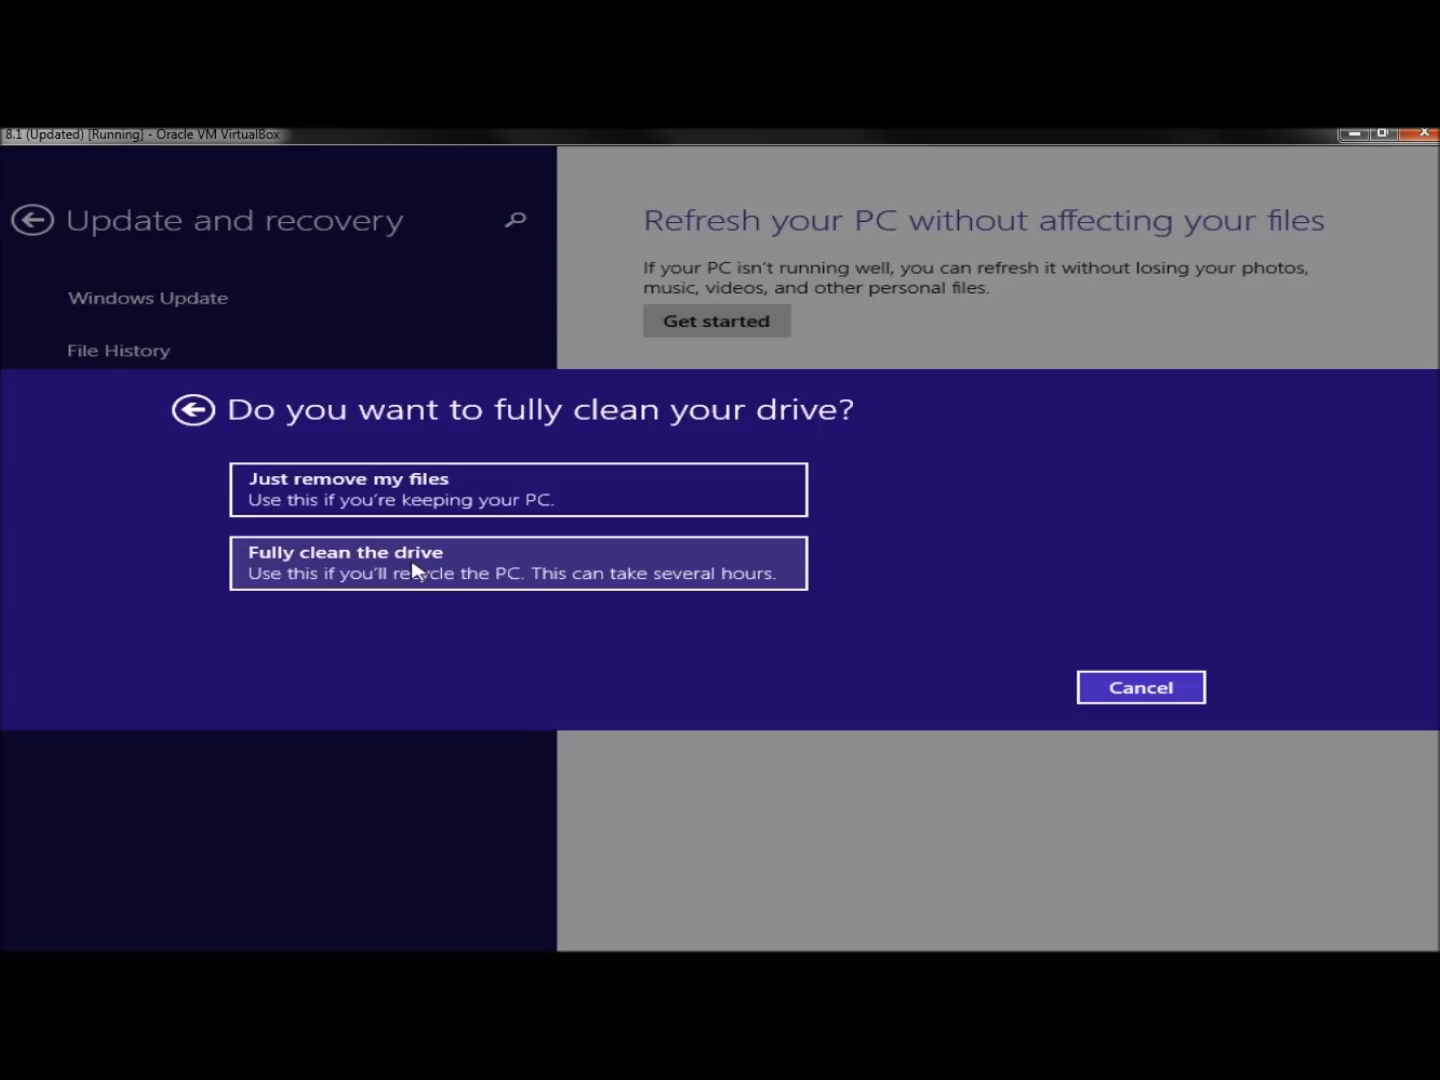 8.1 (Updated) [Running] - Oracle VM VirtualBox
Update and recovery
Windows Update
File History
Refresh your PC without affecting your files
If your PC isn't running well, you can refresh it without losing your photos,
music, videos, and other personal files.
Get started
Do you want to fully clean your drive?
Just remove my files
Use this if you're keeping your PC.
Fully clean the drive
Use this if you'll recycle the PC. This can take several hours.
Cancel